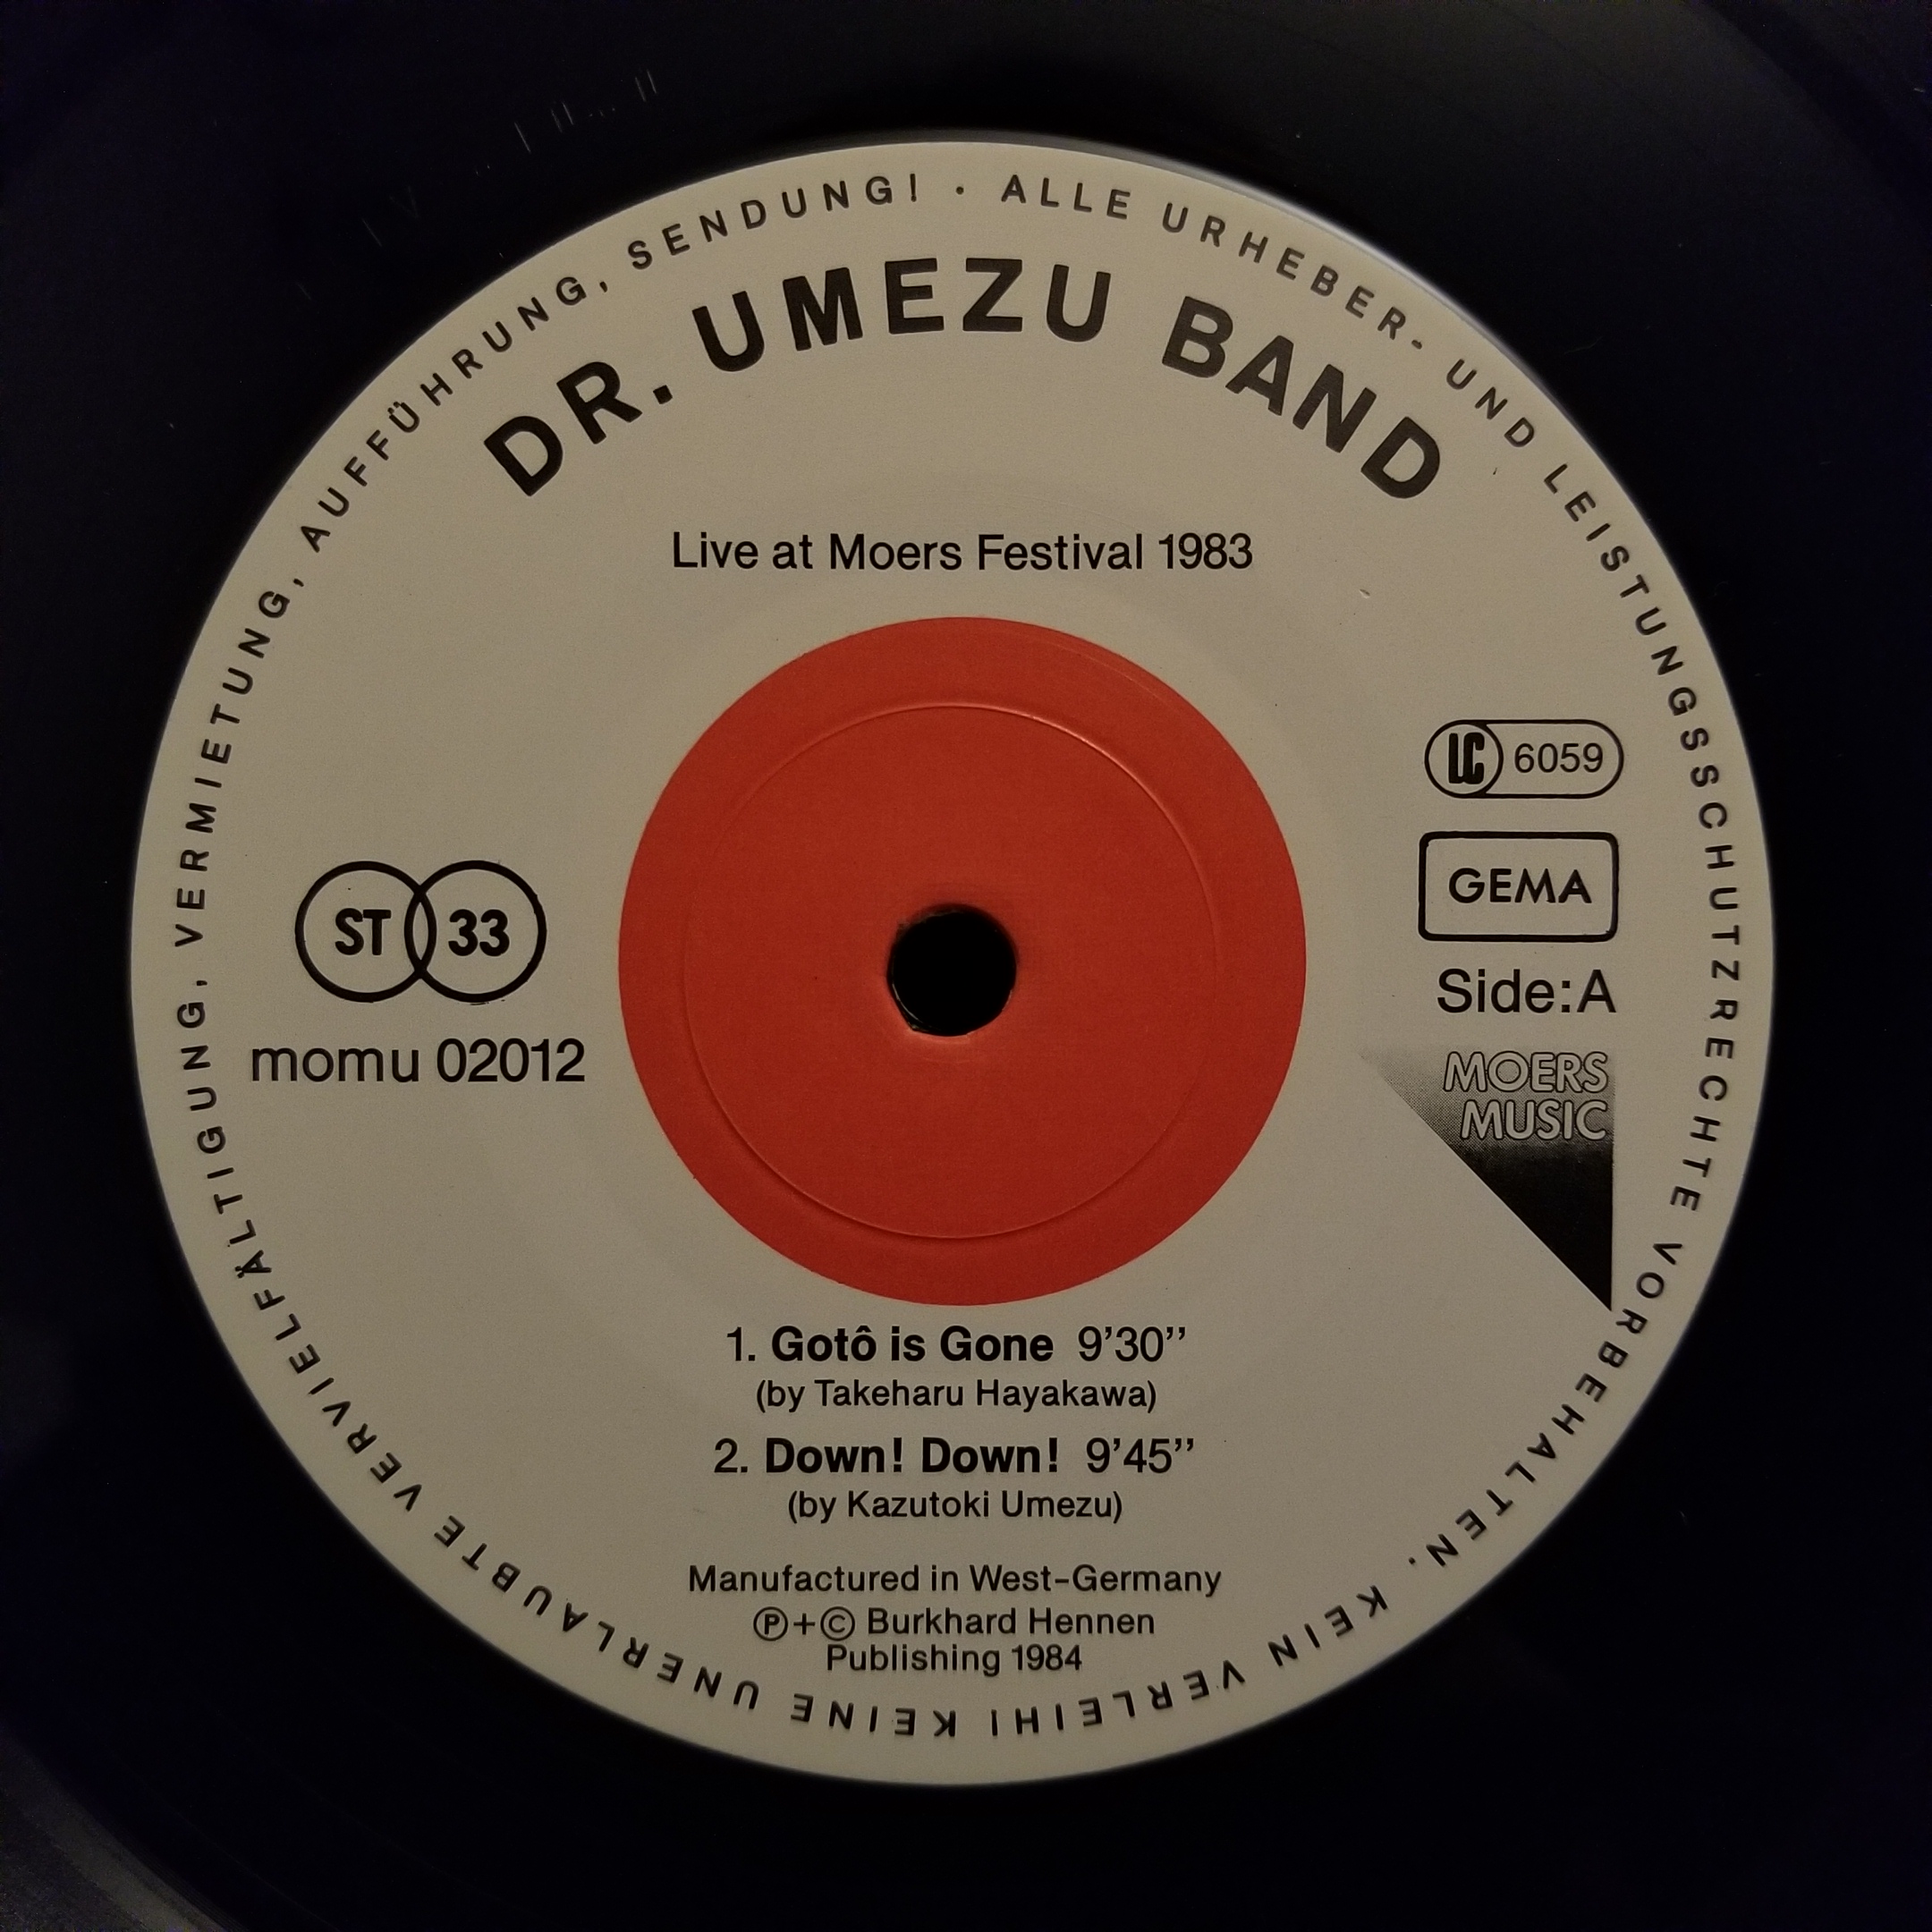 DR. UMEZU BAND
Live at Moers Festival 1983
LC 6059
GEMA
ST 33
Side:A
momu 02012
MOERS
MUSIC
1. Gotô is Gone 9’30’’
(by Takeharu Hayakawa)
2. Down! Down! 9’45’’
(by Kazutoki Umezu)
Manufactured in West-Germany
Ⓟ+© Burkhard Hennen
Publishing 1984
ALLE URHEBER- UND LEISTUNGSSCHUTZRECHTE VORBEHALTEN. KEIN VERLEIH! KEINE UNERLAUBTE VERVIELFÄLTIGUNG, VERMIETUNG, AUFFÜHRUNG, SENDUNG! ·